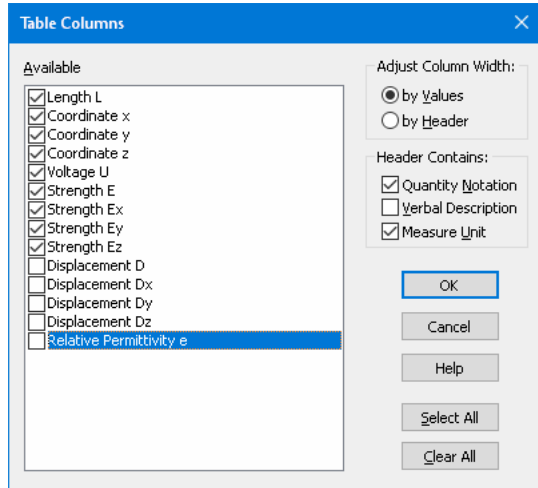 Table Columns
Available
Length L
Coordinate x
Coordinate y
Coordinate z
Voltage U
Strength E
Strength Ex
Strength Ey
Strength Ez
Displacement D
Displacement Dx
Displacement Dy
Displacement Dz
Relative Permittivity e
Adjust Column Width:
by Values
by Header
Header Contains:
Quantity Notation
Verbal Description
Measure Unit
OK
Cancel
Help
Select All
Clear All